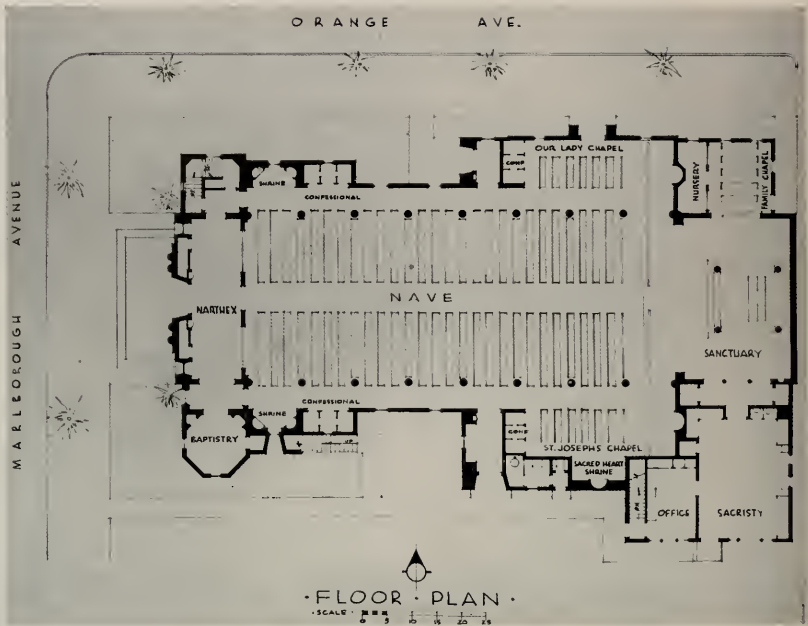 ORANGE AVE.
MARLBOROUGH AVENUE
SHRINE
CONFESSIONAL
CONF
OUR LADY CHAPEL
NURSERY
FAMILY CHAPEL
NAVE
NARTHEX
SANCTUARY
CONFESSIONAL
SHRINE
BAPTISTRY
UP
CONF
ST. JOSEPHS CHAPEL
SACRED HEART
SHRINE
OFFICE
SACRISTY
·FLOOR·PLAN·
·SCALE·
0 5 10 15 20 25